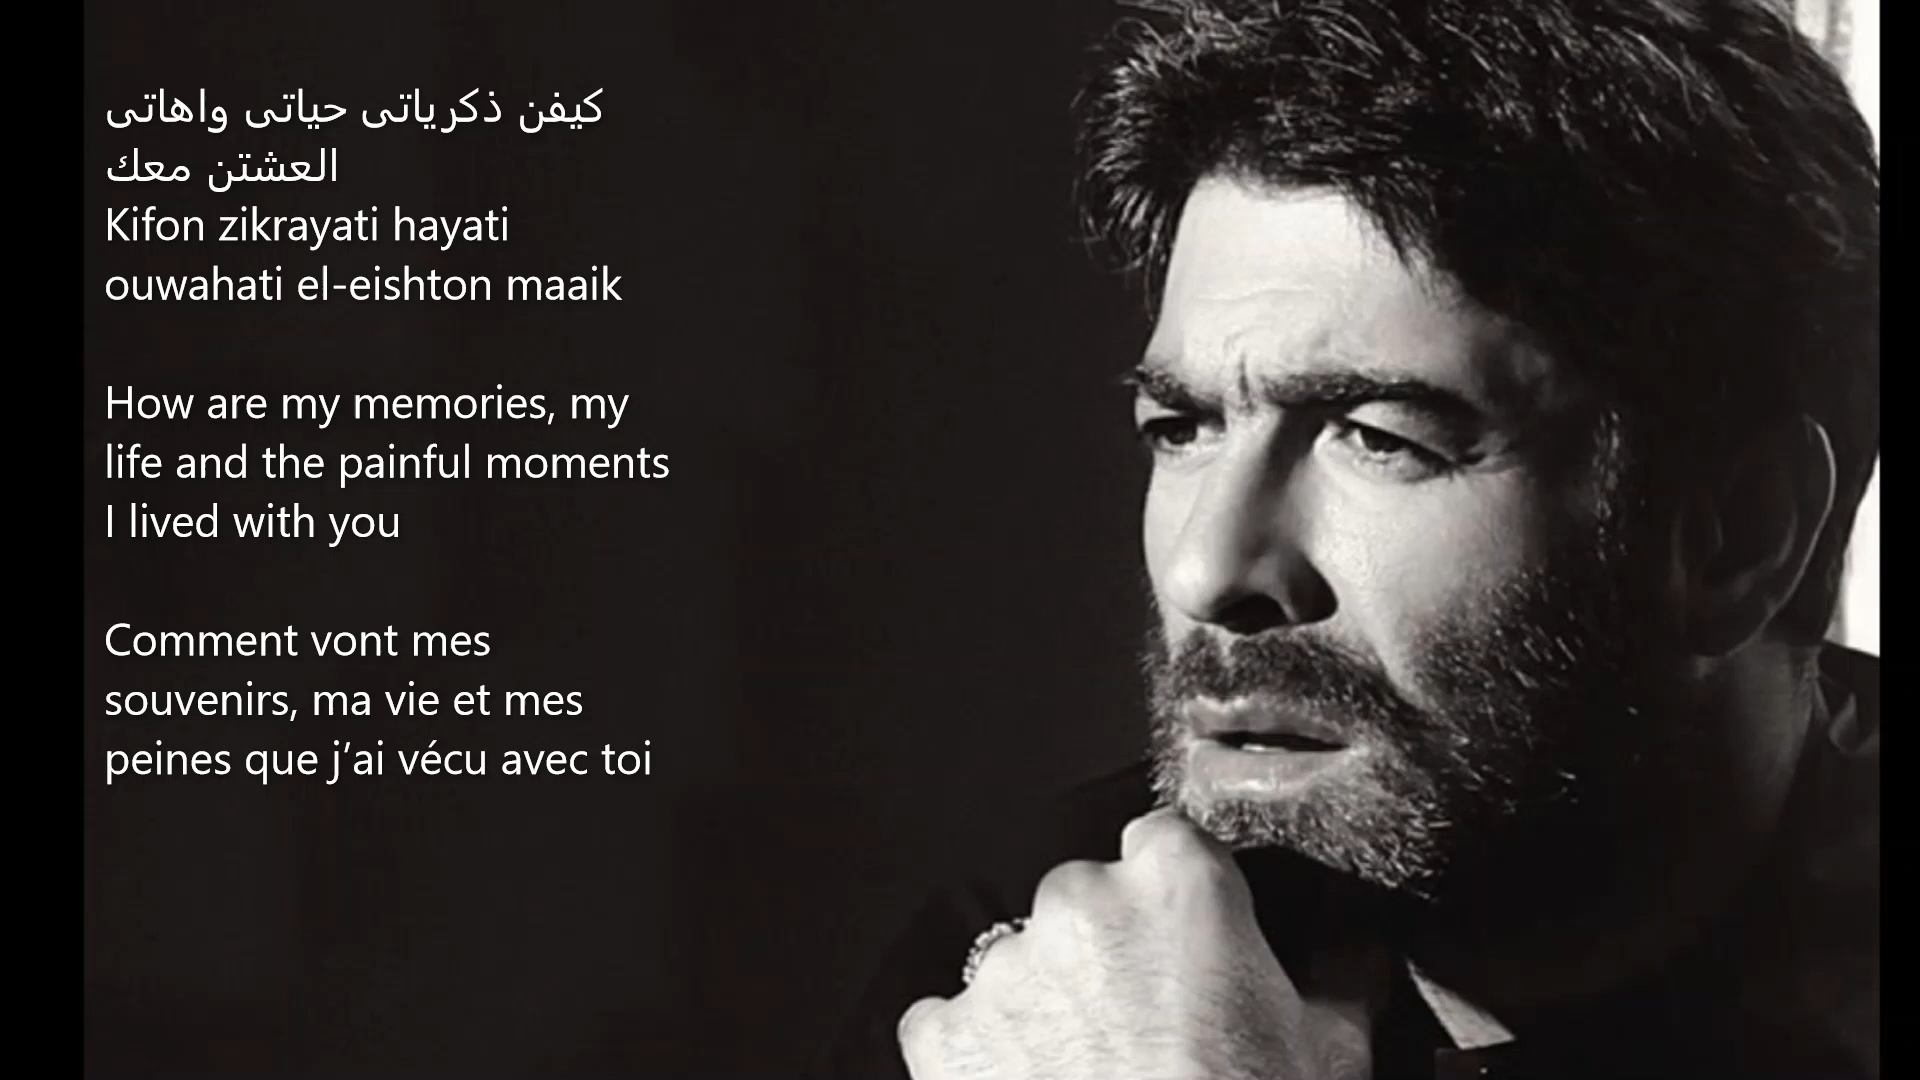 كيفن ذكرياتى حياتى واهاتى
العشتن معك
Kifon zikrayati hayati
ouwahati el-eishton maaik
How are my memories, my
life and the painful moments
I lived with you
Comment vont mes
souvenirs, ma vie et mes
peines que j’ai vécu avec toi